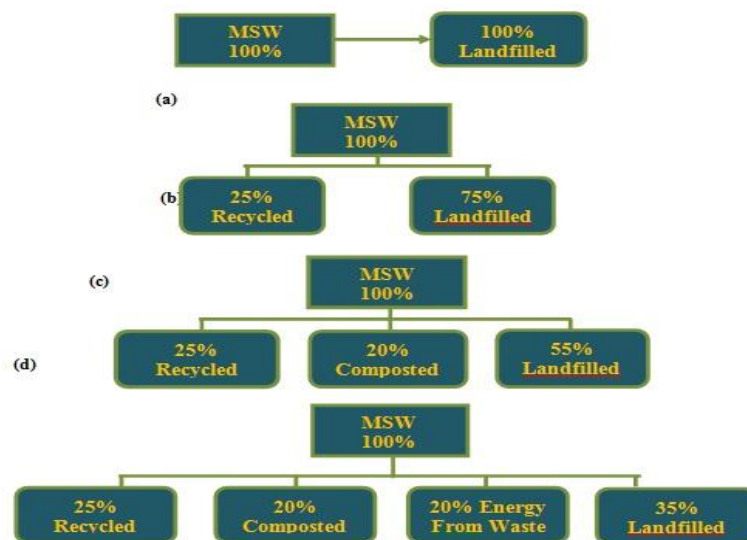 MSW
100%
100%
Landfilled
(a)
MSW
100%
(b)
25%
Recycled
75%
Landfilled
(c)
MSW
100%
25%
Recycled
20%
Composted
55%
Landfilled
(d)
MSW
100%
25%
Recycled
20%
Composted
20% Energy
From Waste
35%
Landfilled